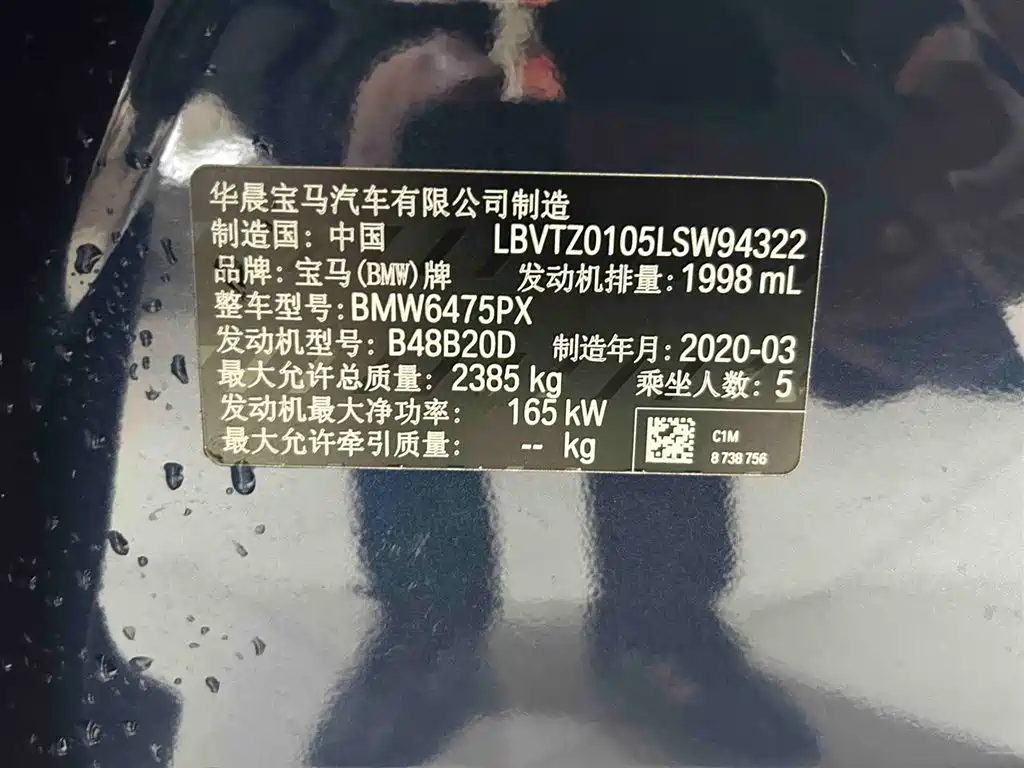 华晨宝马汽车有限公司制造
制造国：中国 LBVTZ0105LSW94322
品牌：宝马(BMW)牌 发动机排量：1998 mL
整车型号：BMW6475PX
发动机型号：B48B20D 制造年月：2020-03
最大允许总质量：2385 kg 乘坐人数：5
发动机最大净功率：165 kW
最大允许牵引质量：-- kg
C1M
8 738 756